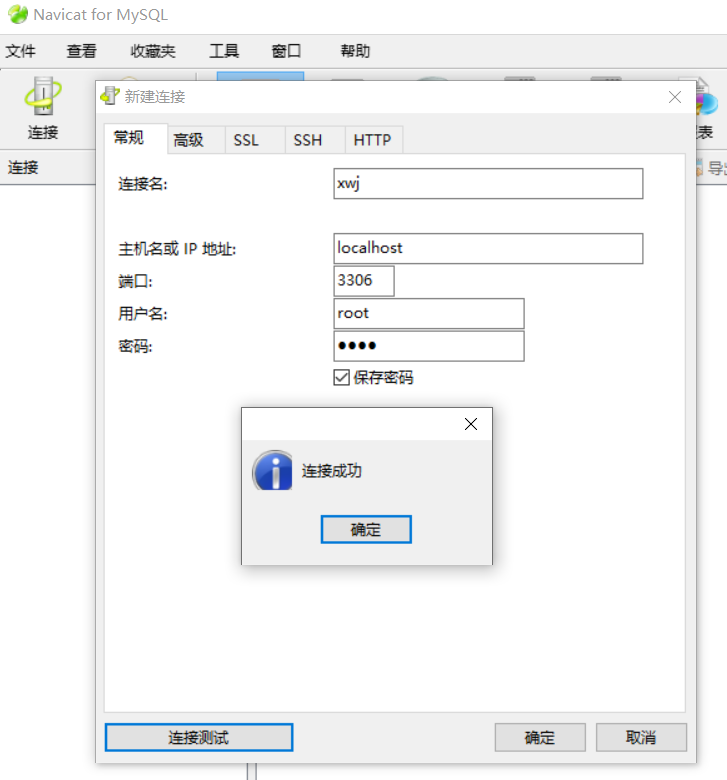 Navicat for MySQL
文件 查看 收藏夹 工具 窗口 帮助
新建连接
连接 表
连接 导出
常规 高级 SSL SSH HTTP
连接名: xwj
主机名或 IP 地址: localhost
端口: 3306
用户名: root
密码: ●●●●
保存密码
连接成功
确定
连接测试 确定 取消